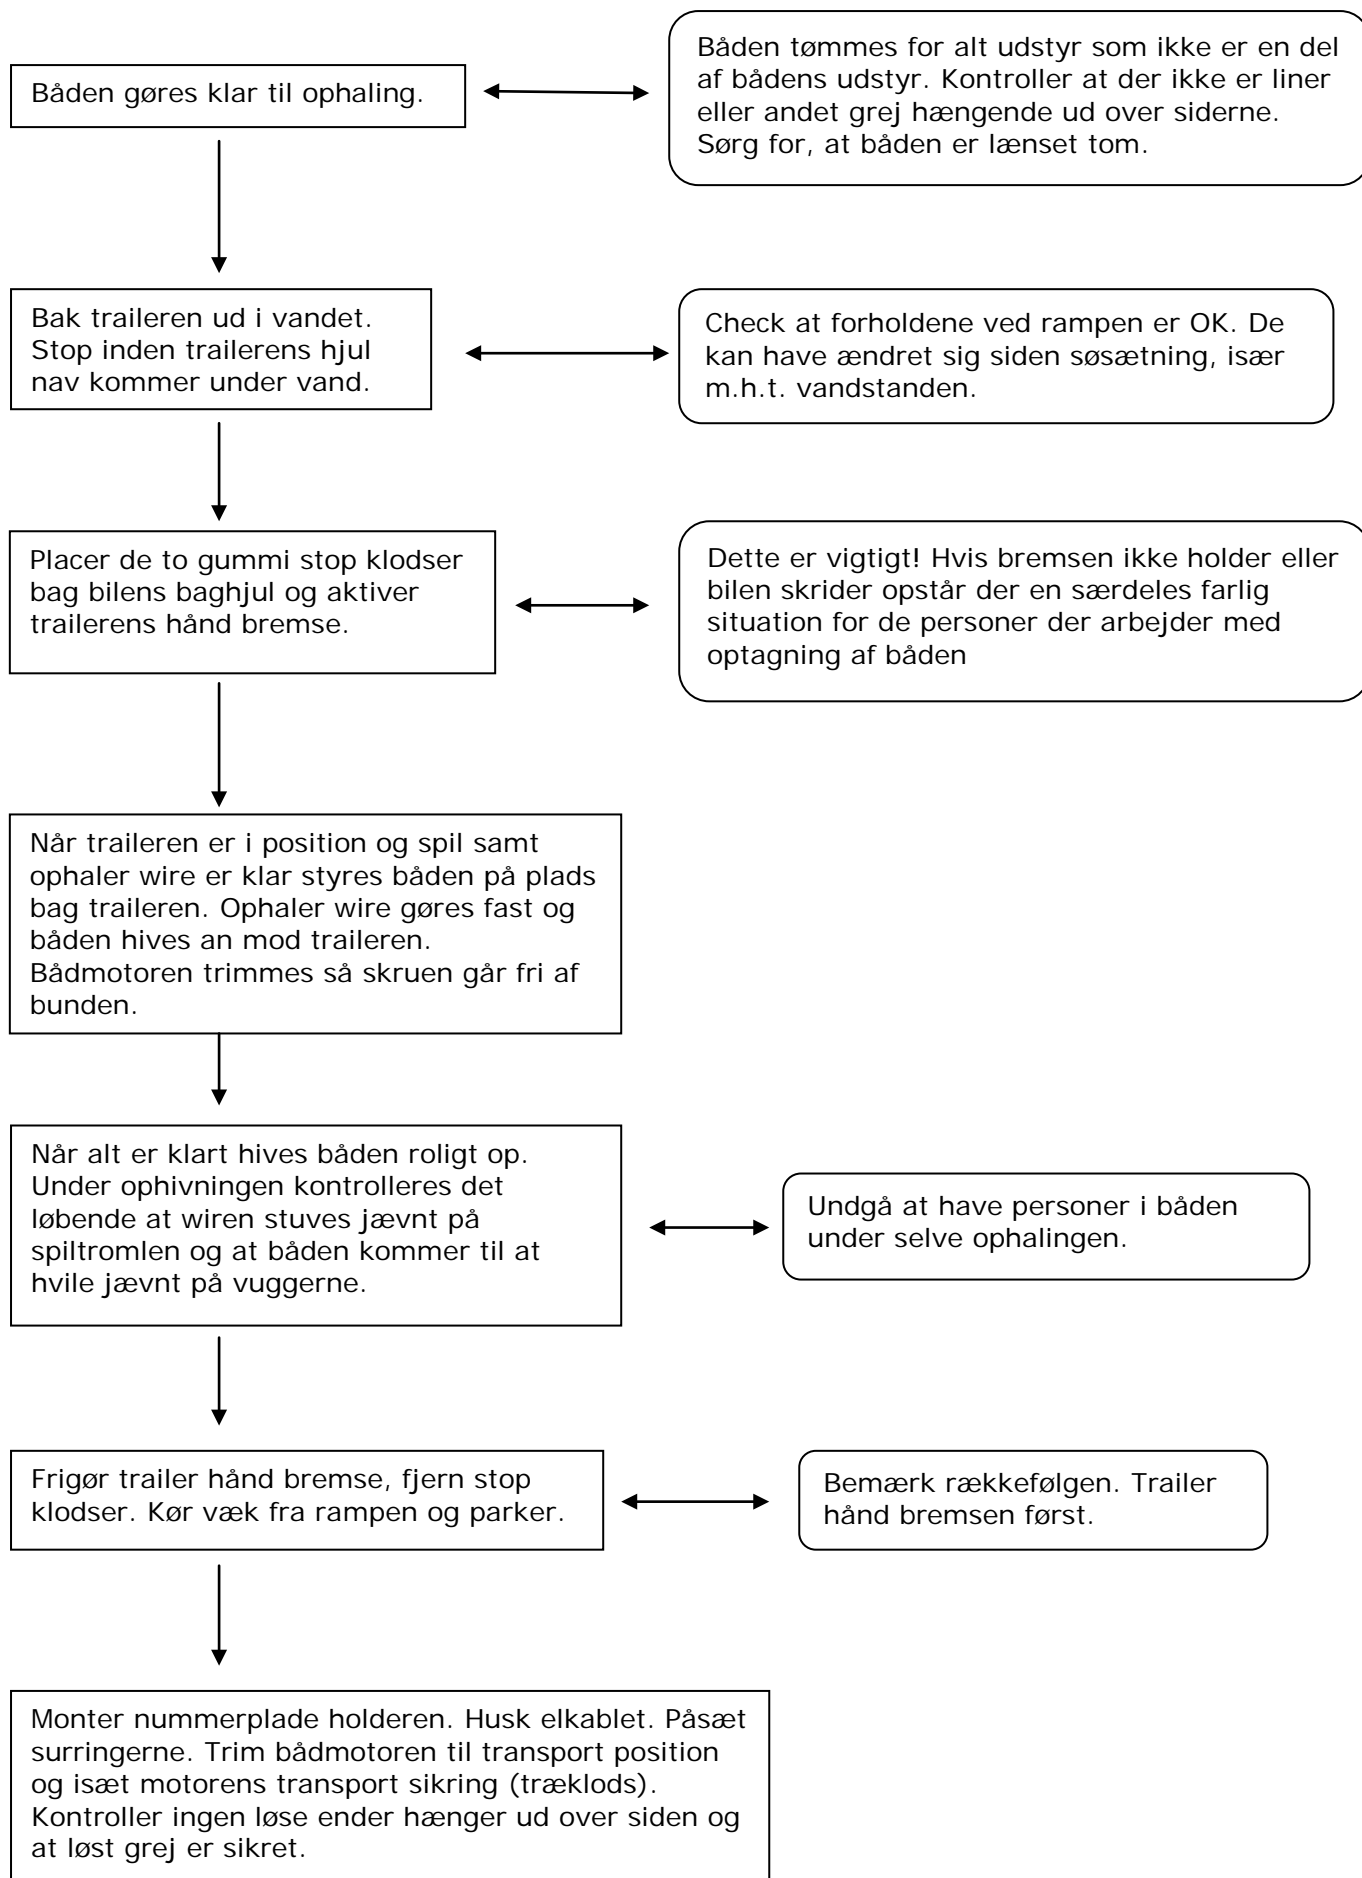 Båden gøres klar til ophaling.
Båden tømmes for alt udstyr som ikke er en del
af bådens udstyr. Kontroller at der ikke er liner
eller andet grej hængende ud over siderne.
Sørg for, at båden er lænset tom.
Bak traileren ud i vandet.
Stop inden trailerens hjul
nav kommer under vand.
Check at forholdene ved rampen er OK. De
kan have ændret sig siden søsætning, især
m.h.t. vandstanden.
Placer de to gummi stop klodser
bag bilens baghjul og aktiver
trailerens hånd bremse.
Dette er vigtigt! Hvis bremsen ikke holder eller
bilen skrider opstår der en særdeles farlig
situation for de personer der arbejder med
optagning af båden
Når traileren er i position og spil samt
ophaler wire er klar styres båden på plads
bag traileren. Ophaler wire gøres fast og
båden hives an mod traileren.
Bådmotoren trimmes så skruen går fri af
bunden.
Når alt er klart hives båden roligt op.
Under ophivningen kontrolleres det
løbende at wiren stuves jævnt på
spiltromlen og at båden kommer til at
hvile jævnt på vuggerne.
Undgå at have personer i båden
under selve ophalingen.
Frigør trailer hånd bremse, fjern stop
klodser. Kør væk fra rampen og parker.
Bemærk rækkefølgen. Trailer
hånd bremsen først.
Monter nummerplade holderen. Husk elkablet. Påsæt
surringerne. Trim bådmotoren til transport position
og isæt motorens transport sikring (træklods).
Kontroller ingen løse ender hænger ud over siden og
at løst grej er sikret.